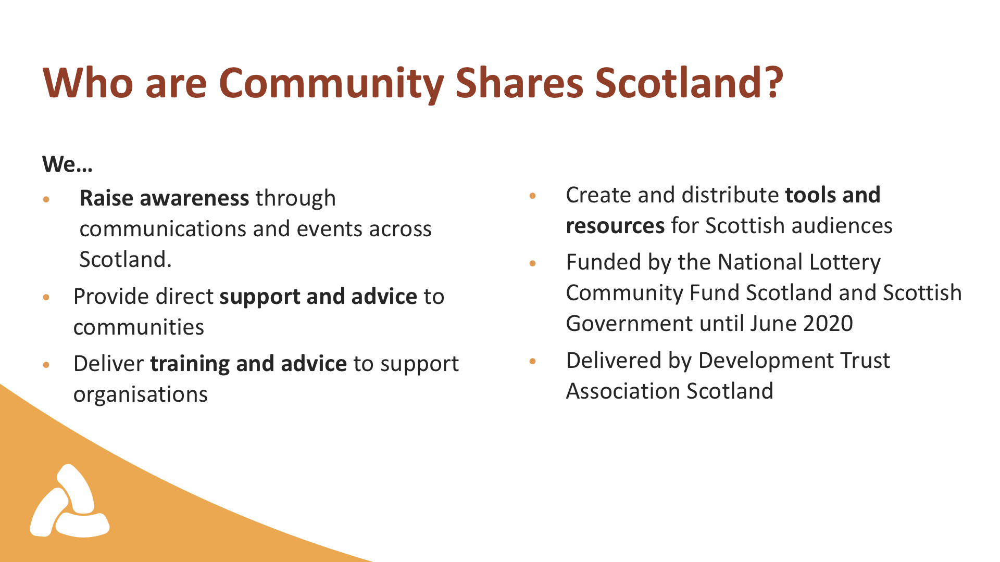 Who are Community Shares Scotland?
We...
• Raise awareness through
communications and events across
Scotland.
• Provide direct support and advice to
communities
• Deliver training and advice to support
organisations
• Create and distribute tools and
resources for Scottish audiences
• Funded by the National Lottery
Community Fund Scotland and Scottish
Government until June 2020
• Delivered by Development Trust
Association Scotland